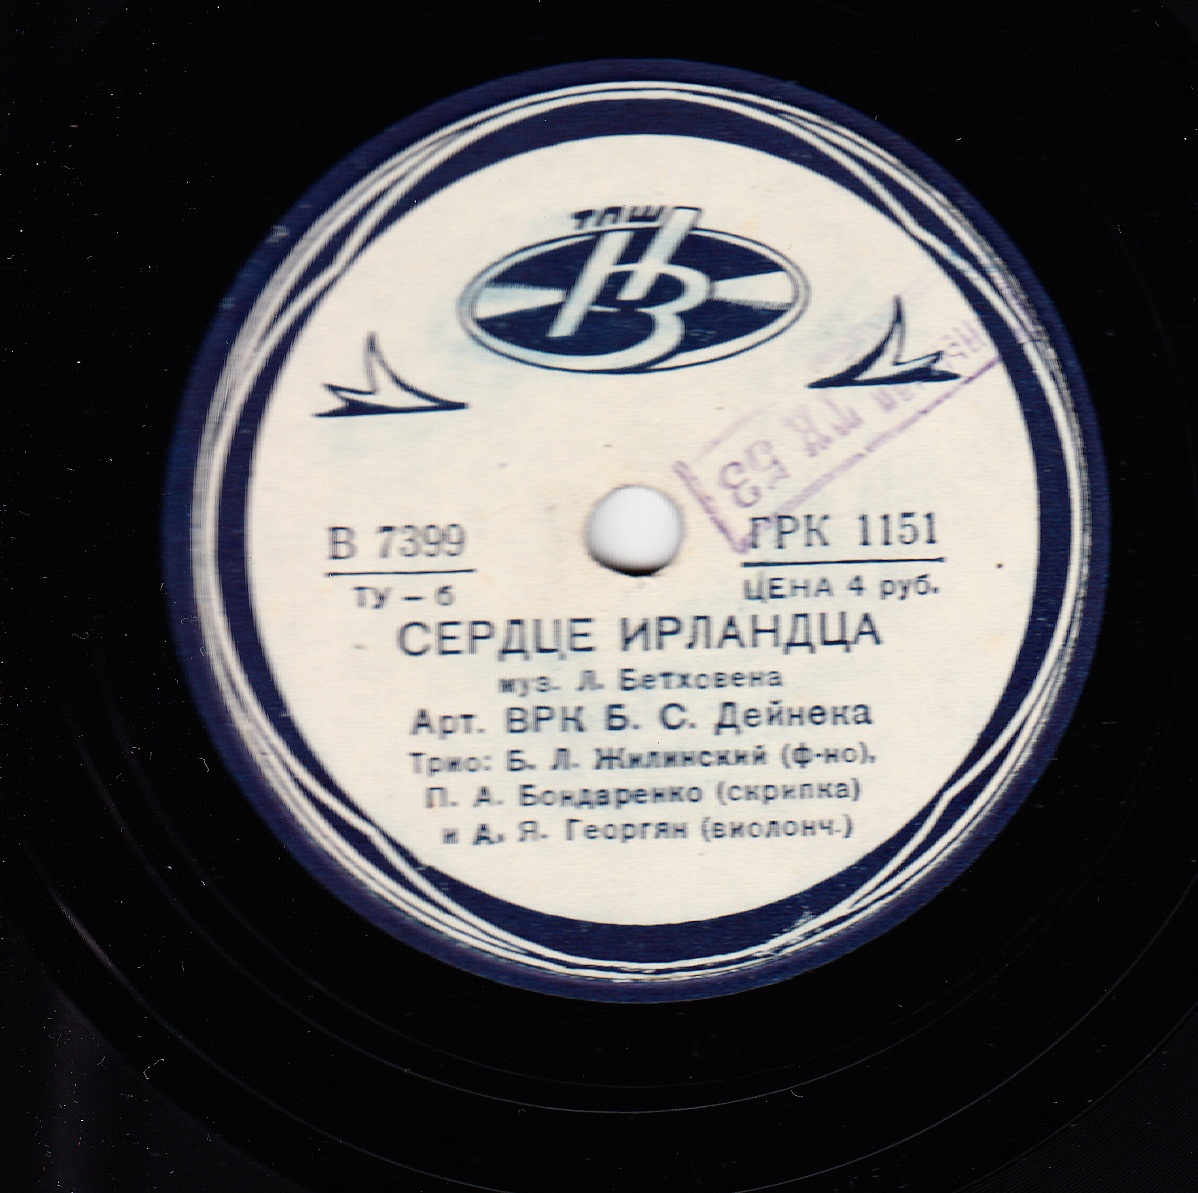 ТАШ
В 7399
ГРК 1151
ТУ – б
ЦЕНА 4 руб.
СЕРДЦЕ ИРЛАНДЦА
муз. Л. Бетховена
Арт. ВРК Б. С. Дейнека
Трио: Б. Л. Жилинский (ф-но),
П. А. Бондаренко (скрипка)
и А. Я. Георгян (виолонч.)